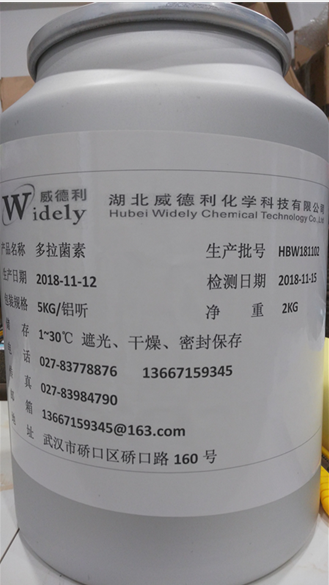 威德利
Widely
湖北威德利化学科技有限公司
Hubei Widely Chemical Technology Co.,Ltd.
产品名称 多拉菌素 生产批号 HBW181102
生产日期 2018-11-12 检测日期 2018-11-15
包装规格 5KG/铝听 净 重 2KG
储 存 1~30℃ 遮光、干燥、密封保存
话 027-83778876 13667159345
真 027-83984790
箱 13667159345@163.com
址 武汉市硚口区硚口路 160 号